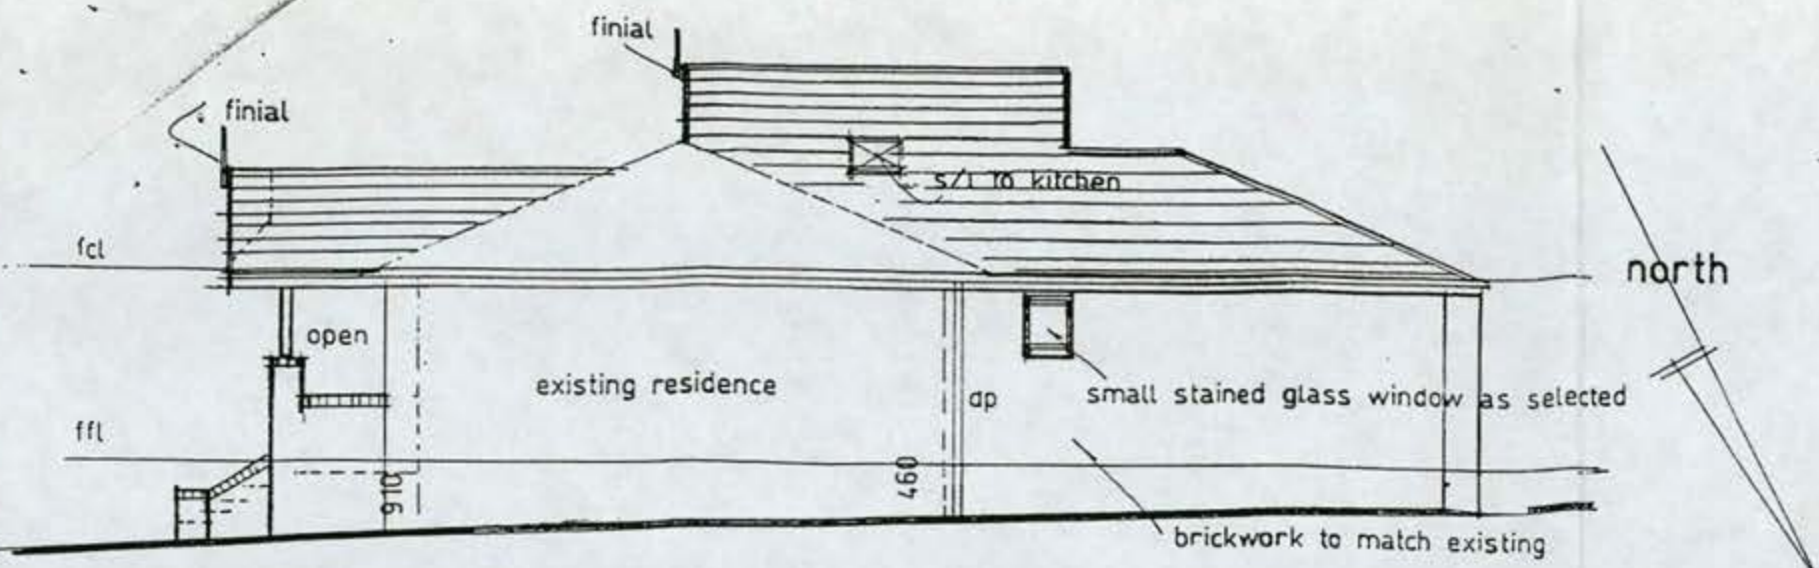 finial
finial
s/l to kitchen
fcl
north
open
existing residence
dp
small stained glass window as selected
ffl
910
460
brickwork to match existing